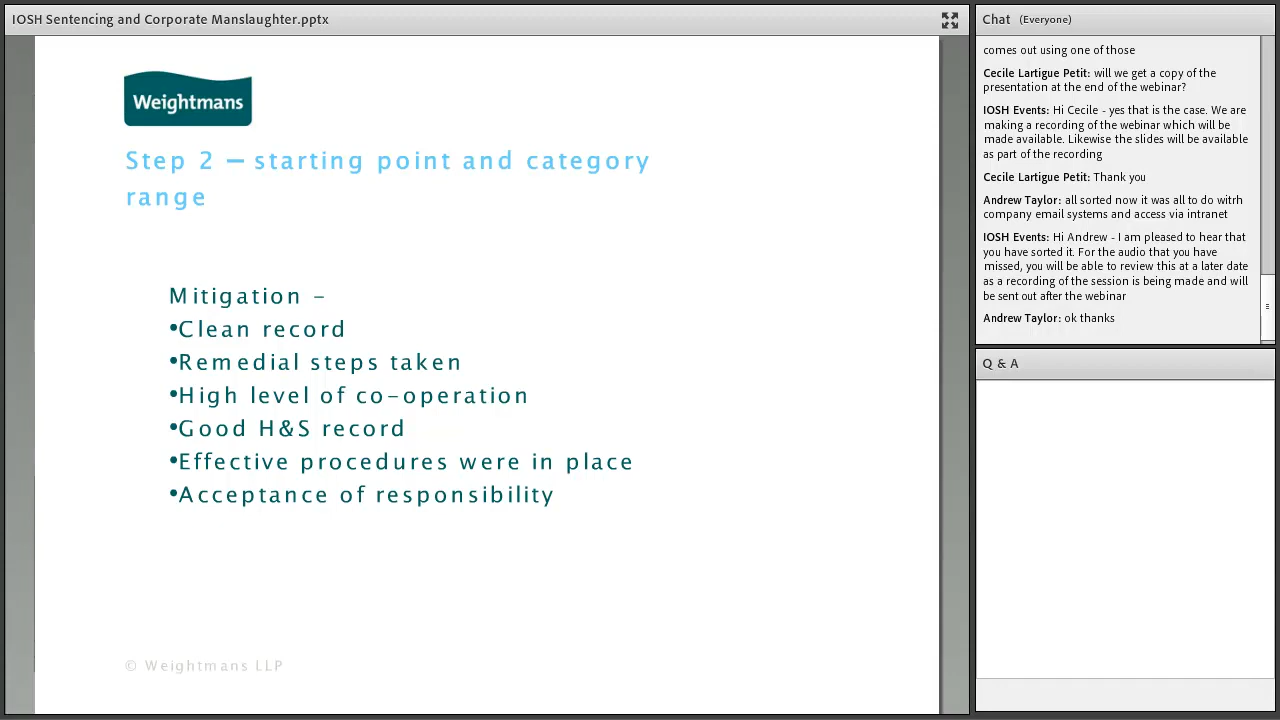 IOSH Sentencing and Corporate Manslaughter.pptx
Weightmans
Step 2 – starting point and category
range
Mitigation –
•Clean record
•Remedial steps taken
•High level of co-operation
•Good H&S record
•Effective procedures were in place
•Acceptance of responsibility
© Weightmans LLP
Chat (Everyone)
comes out using one of those
Cecile Lartigue Petit: will we get a copy of the
presentation at the end of the webinar?
IOSH Events: Hi Cecile - yes that is the case. We are
making a recording of the webinar which will be
made available. Likewise the slides will be available
as part of the recording
Cecile Lartigue Petit: Thank you
Andrew Taylor: all sorted now it was all to do witrh
company email systems and access via intranet
IOSH Events: Hi Andrew - I am pleased to hear that
you have sorted it. For the audio that you have
missed, you will be able to review this at a later date
as a recording of the session is being made and will
be sent out after the webinar
Andrew Taylor: ok thanks
Q & A